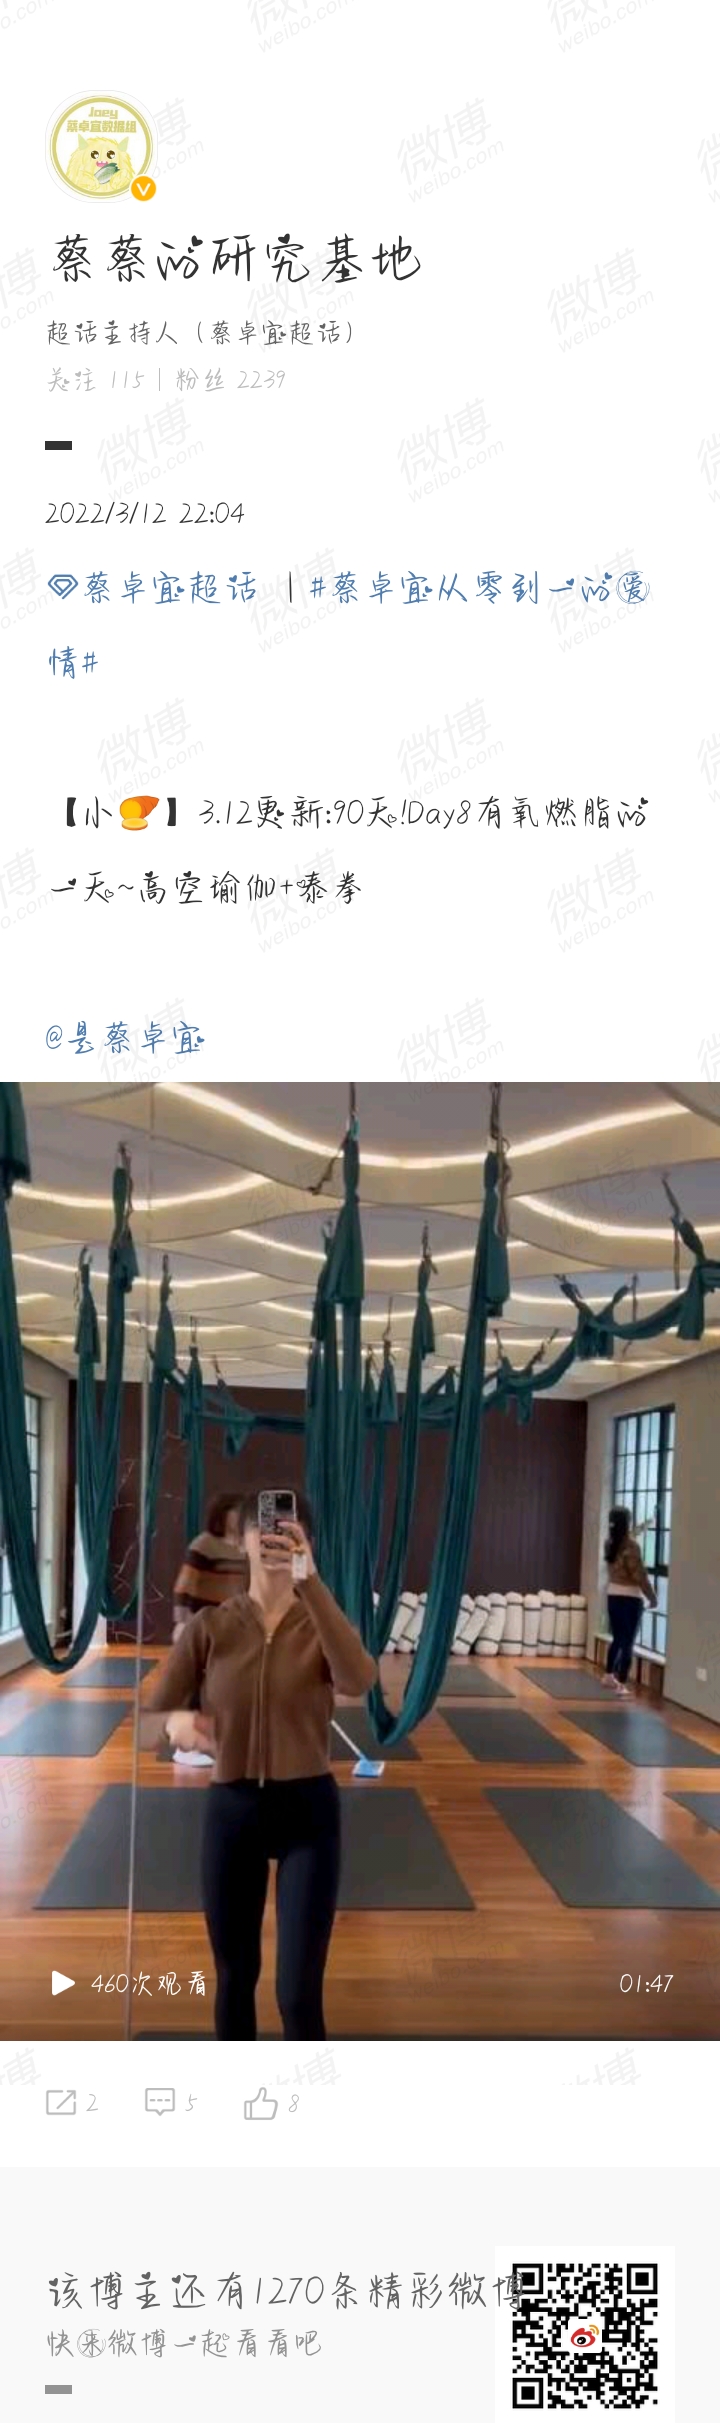 Joey
蔡卓宜数据组
蔡蔡的研究基地
超话主持人（蔡卓宜超话）
关注 115 | 粉丝 2239
2022/3/12 22:04
蔡卓宜超话 | #蔡卓宜从零到一的爱
情#
【小🍠】3.12更新:90天!Day8有氧燃脂的
一天~高空瑜伽+泰拳
@是蔡卓宜
460次观看
01:47
2
5
8
该博主还有1270条精彩微博
快来微博一起看看吧
微博
weibo.com